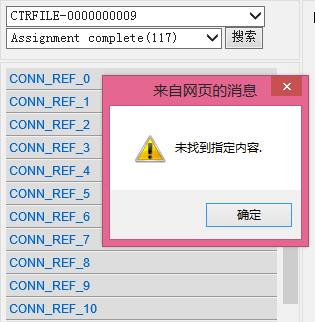 CTRFILE-0000000009
Assignment complete(117)
搜索
CONN_REF_0
CONN_REF_1
CONN_REF_2
CONN_REF_3
CONN_REF_4
CONN_REF_5
CONN_REF_6
CONN_REF_7
CONN_REF_8
CONN_REF_9
CONN_REF_10
来自网页的消息
未找到指定内容.
确定